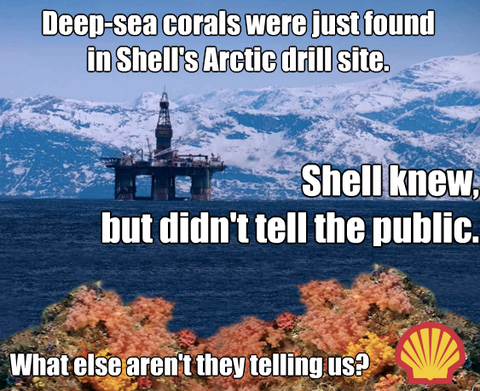 Deep-sea corals were just found
in Shell's Arctic drill site.
Shell knew,
but didn't tell the public.
What else aren't they telling us?